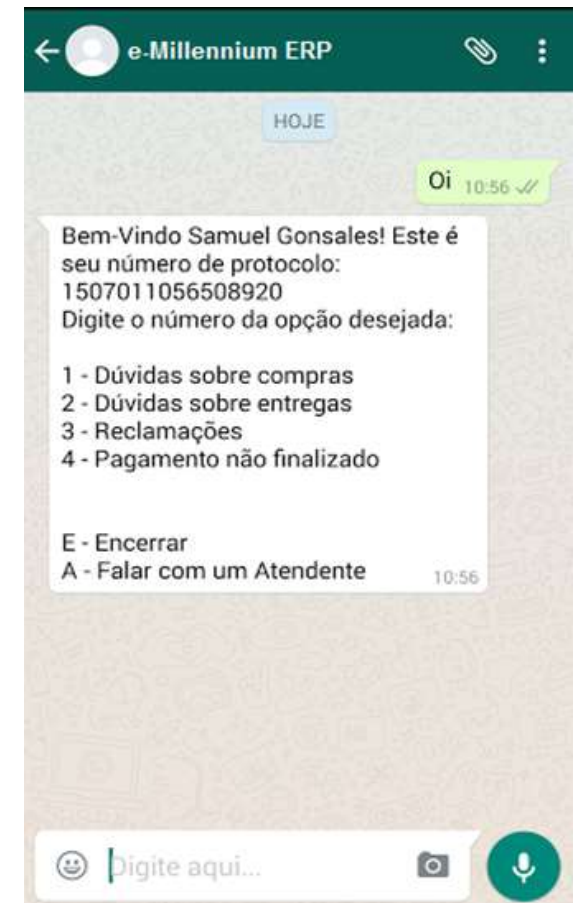 e-Millennium ERP
HOJE
Oi 10:56
Bem-Vindo Samuel Gonsales! Este é
seu número de protocolo:
1507011056508920
Digite o número da opção desejada:
1 - Dúvidas sobre compras
2 - Dúvidas sobre entregas
3 - Reclamações
4 - Pagamento não finalizado
E - Encerrar
A - Falar com um Atendente 10:56
Digite aqui...